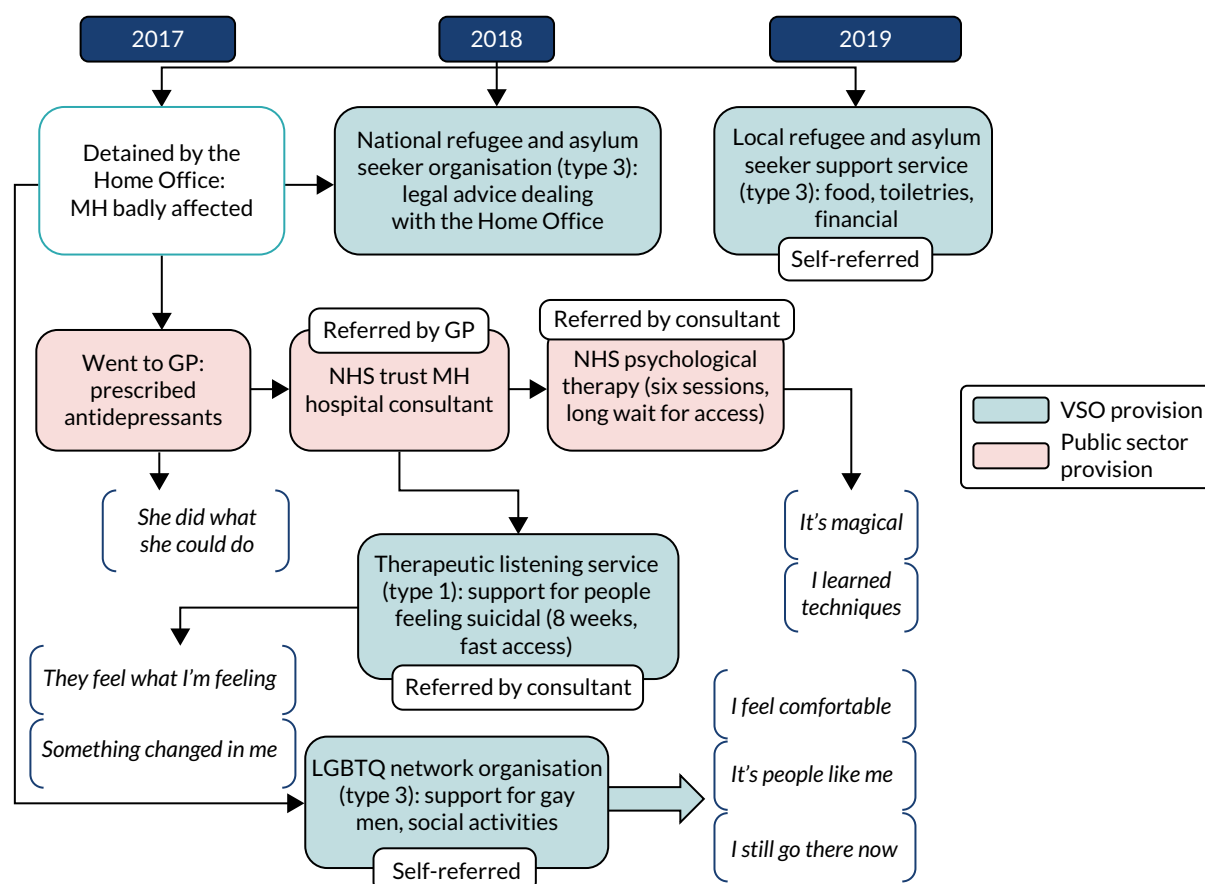 2017
2018
2019
Detained by the
Home Office:
MH badly affected
National refugee and asylum
seeker organisation (type 3):
legal advice dealing
with the Home Office
Local refugee and asylum
seeker support service
(type 3): food, toiletries,
financial
Self-referred
Went to GP:
prescribed
antidepressants
Referred by GP
NHS trust MH
hospital consultant
Referred by consultant
NHS psychological
therapy (six sessions,
long wait for access)
VSO provision
Public sector
provision
She did what
she could do
It’s magical
I learned
techniques
Therapeutic listening service
(type 1): support for people
feeling suicidal (8 weeks,
fast access)
Referred by consultant
They feel what I’m feeling
Something changed in me
LGBTQ network organisation
(type 3): support for gay
men, social activities
Self-referred
I feel comfortable
It’s people like me
I still go there now